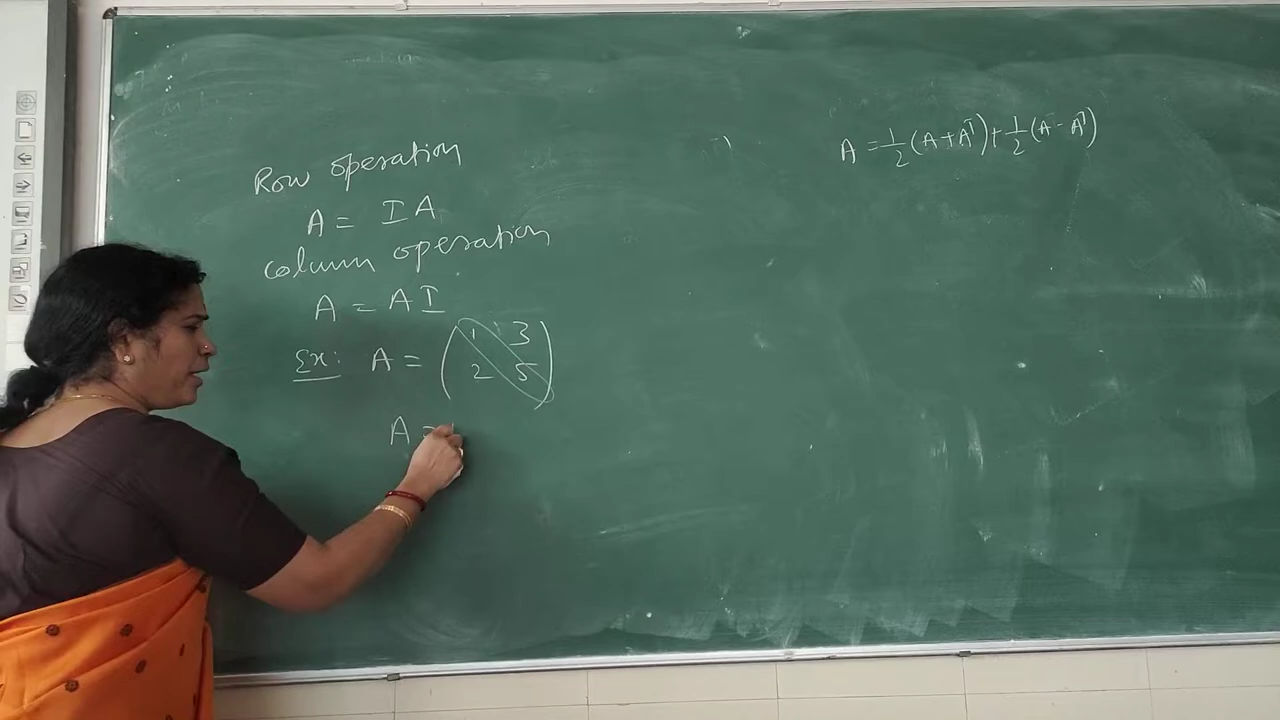 Row operation
A = I A
column operation
A = A I
Ex: A = ( 1 3
2 5 )
A =
A = 1/2 (A + Aᵀ) + 1/2 (A - Aᵀ)